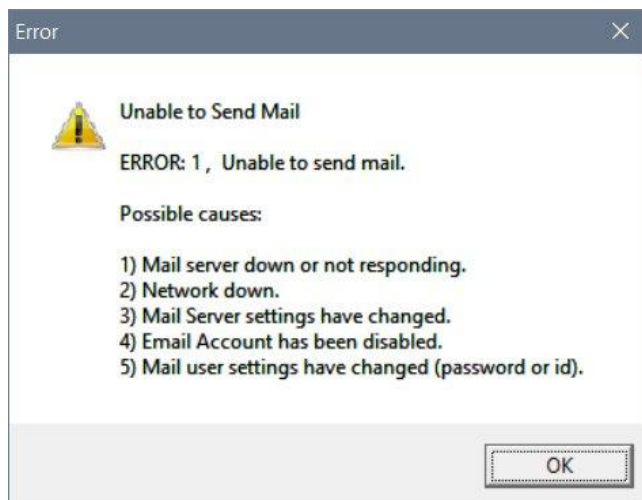 Error
Unable to Send Mail
ERROR: 1 , Unable to send mail.
Possible causes:
1) Mail server down or not responding.
2) Network down.
3) Mail Server settings have changed.
4) Email Account has been disabled.
5) Mail user settings have changed (password or id).
OK